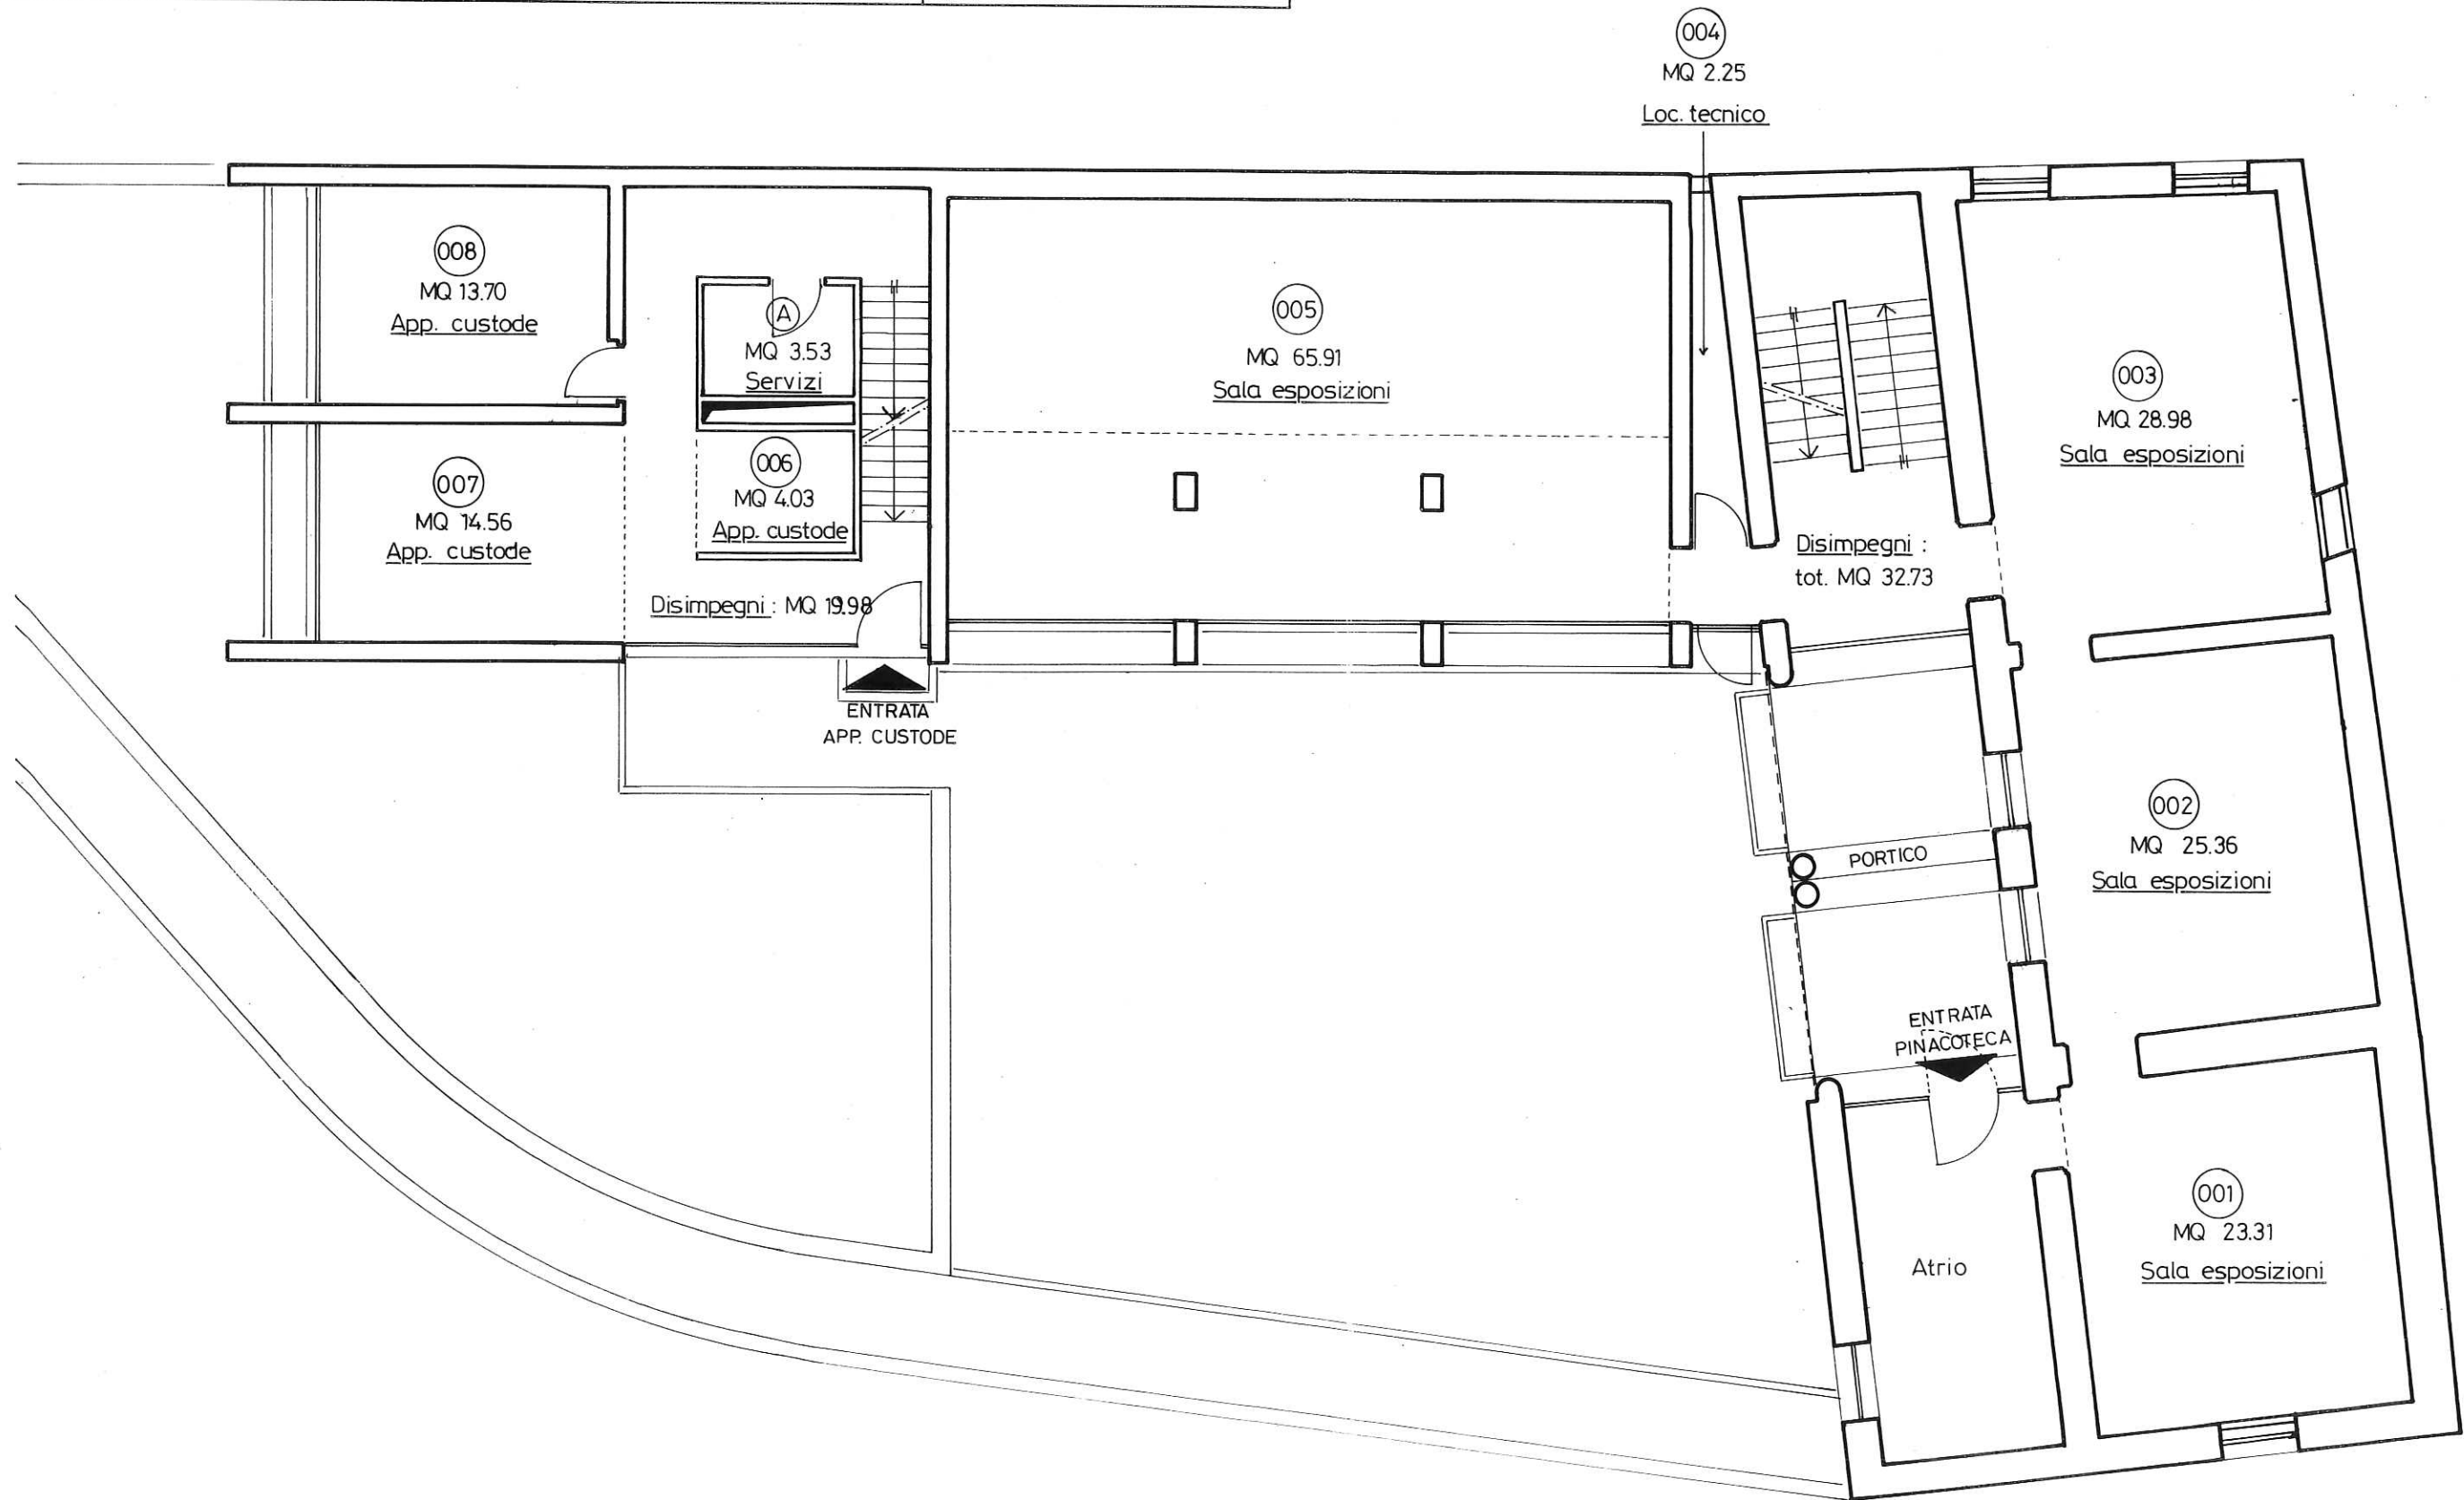 004
MQ 2.25
Loc. tecnico
008
MQ 13.70
App. custode
A
MQ 3.53
Servizi
005
MQ 65.91
Sala esposizioni
003
MQ 28.98
Sala esposizioni
007
MQ 14.56
App. custode
006
MQ 4.03
App. custode
Disimpegni : MQ 19.98
Disimpegni :
tot. MQ 32.73
ENTRATA
APP. CUSTODE
002
MQ 25.36
Sala esposizioni
PORTICO
ENTRATA
PINACOTECA
001
MQ 23.31
Sala esposizioni
Atrio